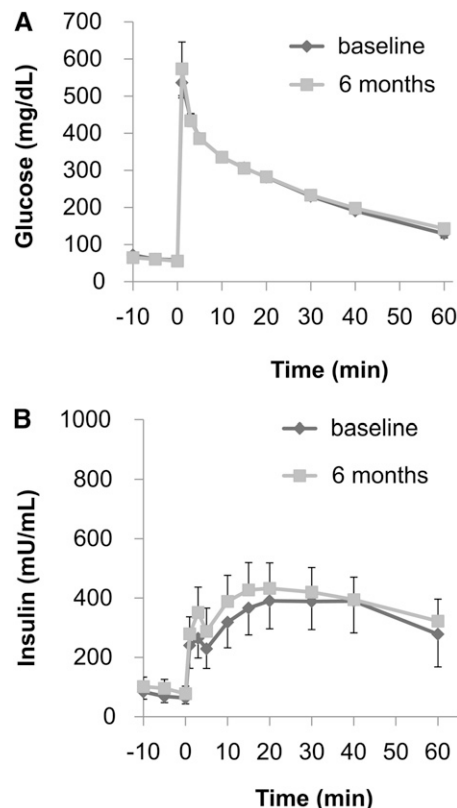 A
Glucose (mg/dL)
700
600
500
400
300
200
100
0
baseline
6 months
-10 0 10 20 30 40 50 60
Time (min)
B
Insulin (mU/mL)
1000
800
600
400
200
0
baseline
6 months
-10 0 10 20 30 40 50 60
Time (min)